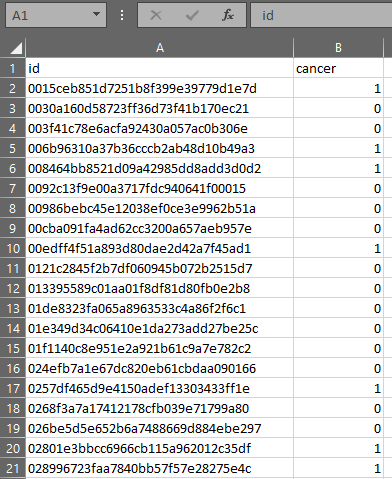 A1 fx id
A B
1 id cancer
2 0015ceb851d7251b8f399e39779d1e7d 1
3 0030a160d58723ff36d73f41b170ec21 0
4 003f41c78e6acfa92430a057ac0b306e 0
5 006b96310a37b36cccb2ab48d10b49a3 1
6 008464bb8521d09a42985dd8add3d0d2 1
7 0092c13f9e00a3717fdc940641f00015 0
8 00986bebc45e12038ef0ce3e9962b51a 0
9 00cba091fa4ad62cc3200a657aeb957e 0
10 00edff4f51a893d80dae2d42a7f45ad1 1
11 0121c2845f2b7df060945b072b2515d7 0
12 013395589c01aa01f8df81d80fb0e2b8 0
13 01de8323fa065a8963533c4a86f2f6c1 0
14 01e349d34c06410e1da273add27be25c 0
15 01f1140c8e951e2a921b61c9a7e782c2 0
16 024efb7a1e67dc820eb61cbdaa090166 0
17 0257df465d9e4150adef13303433ff1e 1
18 0268f3a7a17412178cfb039e71799a80 0
19 026be5d5e652b6a7488669d884ebe297 0
20 02801e3bbcc6966cb115a962012c35df 1
21 028996723faa7840bb57f57e28275e4c 1